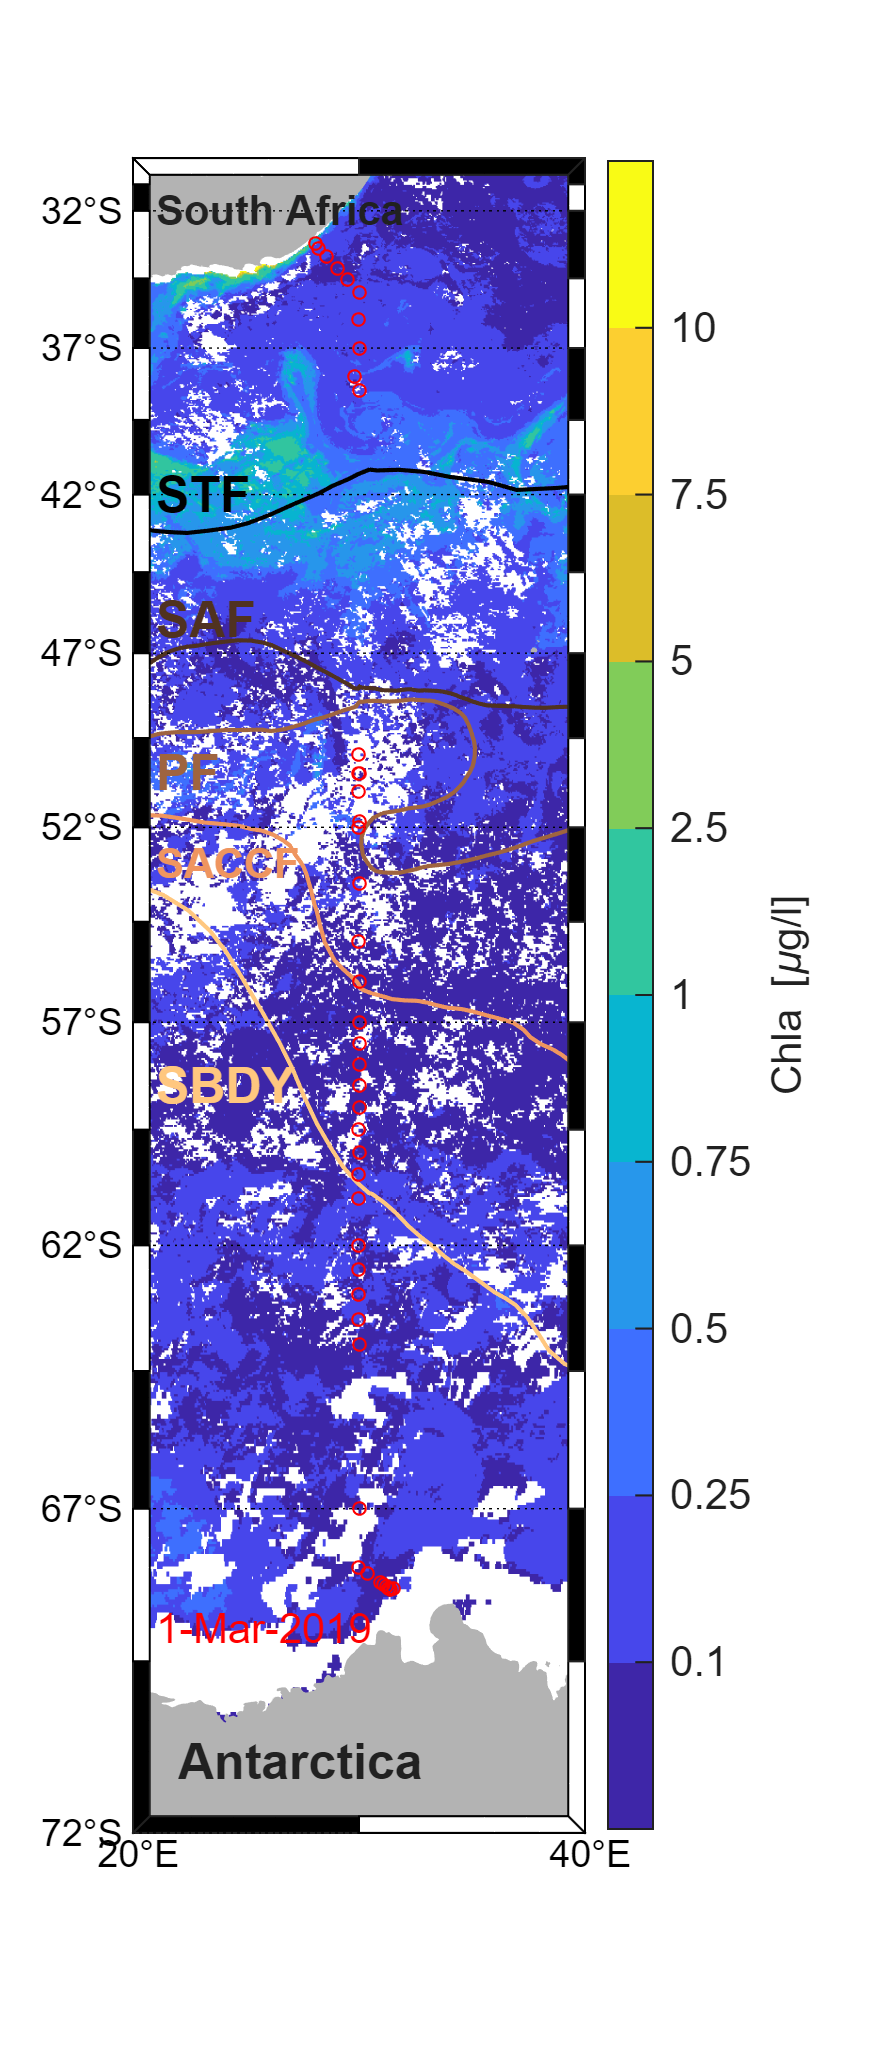 South Africa
32°S
37°S
STF
42°S
SAF
47°S
PF
52°S
SACCF
57°S
SBDY
62°S
67°S
1-Mar-2019
Antarctica
72°S
20°E
40°E
10
7.5
5
2.5
1
0.75
0.5
0.25
0.1
Chla [µg/l]